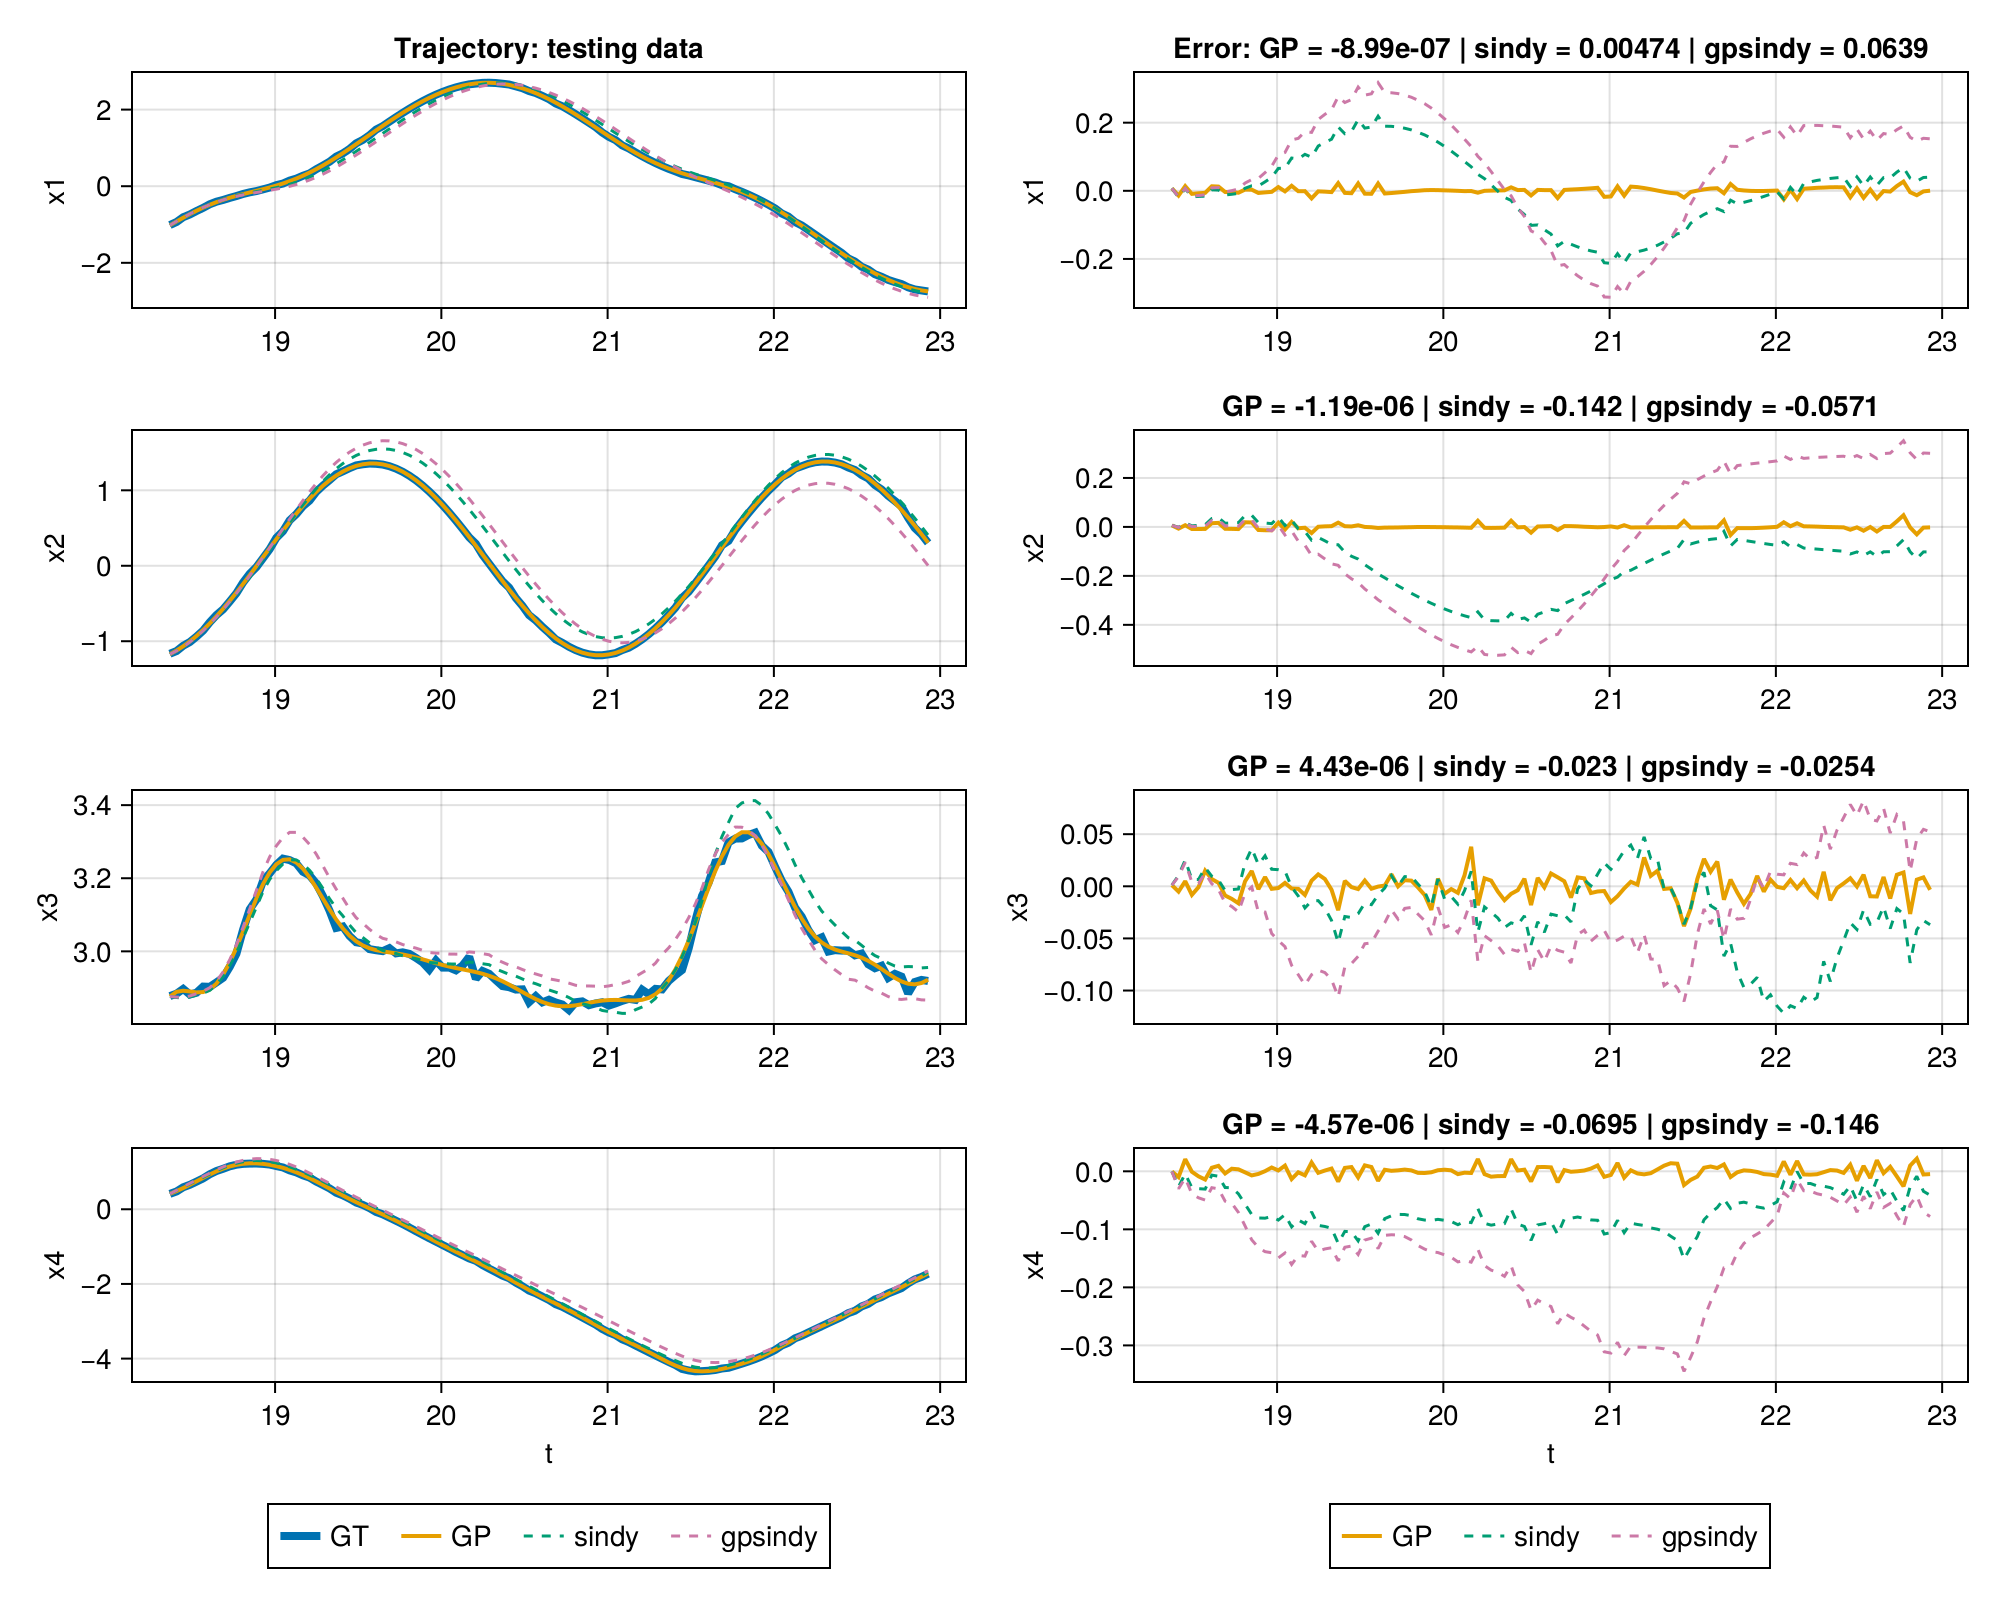 Trajectory: testing data
x1
2
0
−2
19 20 21 22 23
Error: GP = -8.99e-07 | sindy = 0.00474 | gpsindy = 0.0639
x1
0.2
0.0
−0.2
19 20 21 22 23
x2
1
0
−1
19 20 21 22 23
GP = -1.19e-06 | sindy = -0.142 | gpsindy = -0.0571
x2
0.2
0.0
−0.2
−0.4
19 20 21 22 23
x3
3.4
3.2
3.0
19 20 21 22 23
GP = 4.43e-06 | sindy = -0.023 | gpsindy = -0.0254
x3
0.05
0.00
−0.05
−0.10
19 20 21 22 23
x4
0
−2
−4
19 20 21 22 23
t
GP = -4.57e-06 | sindy = -0.0695 | gpsindy = -0.146
x4
0.0
−0.1
−0.2
−0.3
19 20 21 22 23
t
GT GP sindy gpsindy
GP sindy gpsindy